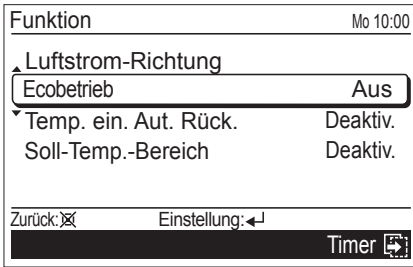 Funktion Mo 10:00
Luftstrom-Richtung
Ecobetrieb Aus
Temp. ein. Aut. Rück. Deaktiv.
Soll-Temp.-Bereich Deaktiv.
Zurück: Einstellung:
Timer